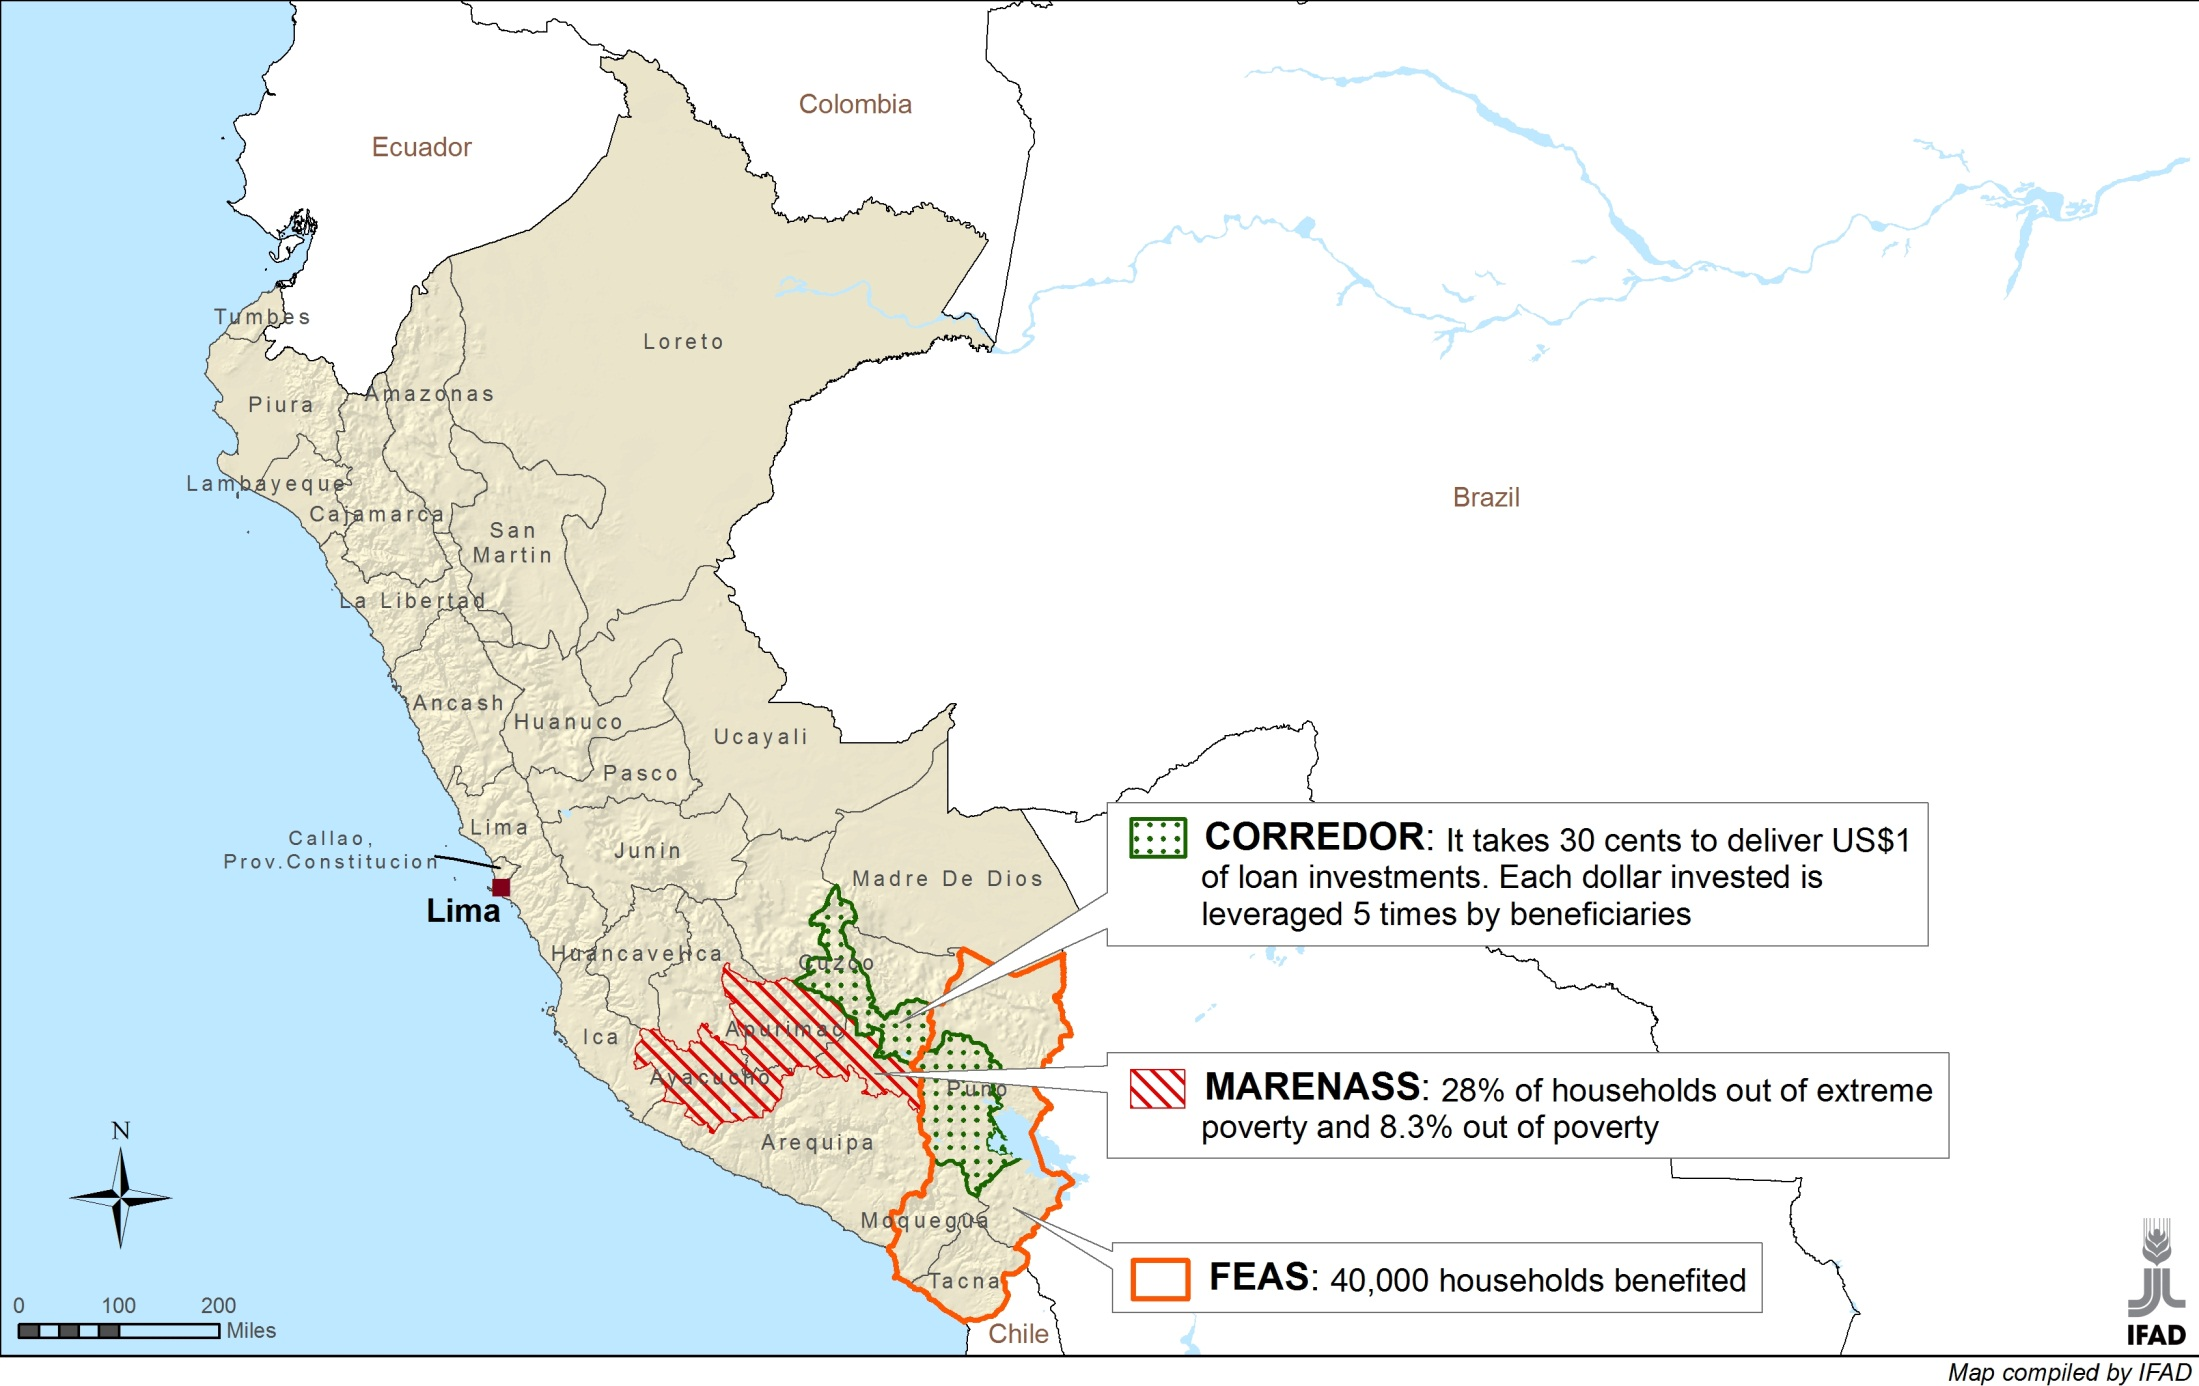 Colombia
Ecuador
Tumbes
Loreto
Amazonas
Piura
Lambayeque
Brazil
Cajamarca
San
Martin
La Libertad
Ancash
Huanuco
Ucayali
Pasco
Lima
Callao,
Prov.Constitucion
Junin
Madre De Dios
Lima
Huancavelica
Cuzco
Ica
Apurimac
Ayacucho
Puno
Arequipa
Moquegua
Tacna
Chile
CORREDOR: It takes 30 cents to deliver US$1
of loan investments. Each dollar invested is
leveraged 5 times by beneficiaries
MARENASS: 28% of households out of extreme
poverty and 8.3% out of poverty
FEAS: 40,000 households benefited
N
0 100 200
Miles
IFAD
Map compiled by IFAD